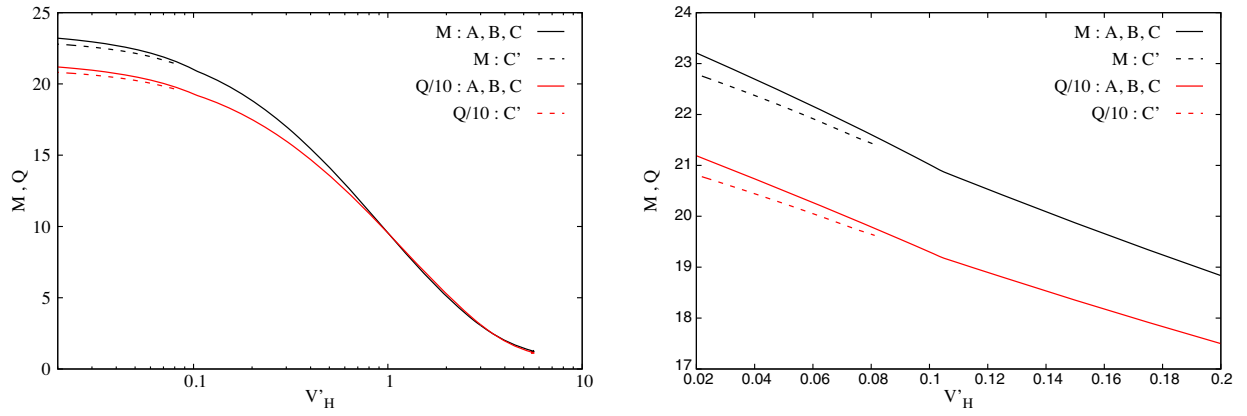 25
20
15
10
5
0
0.1
1
10
M , Q
V'_H
M : A, B, C
M : C'
Q/10 : A, B, C
Q/10 : C'
24
23
22
21
20
19
18
17
0.02
0.04
0.06
0.08
0.1
0.12
0.14
0.16
0.18
0.2
M, Q
V'_H
M : A, B, C
M : C'
Q/10 : A, B, C
Q/10 : C'